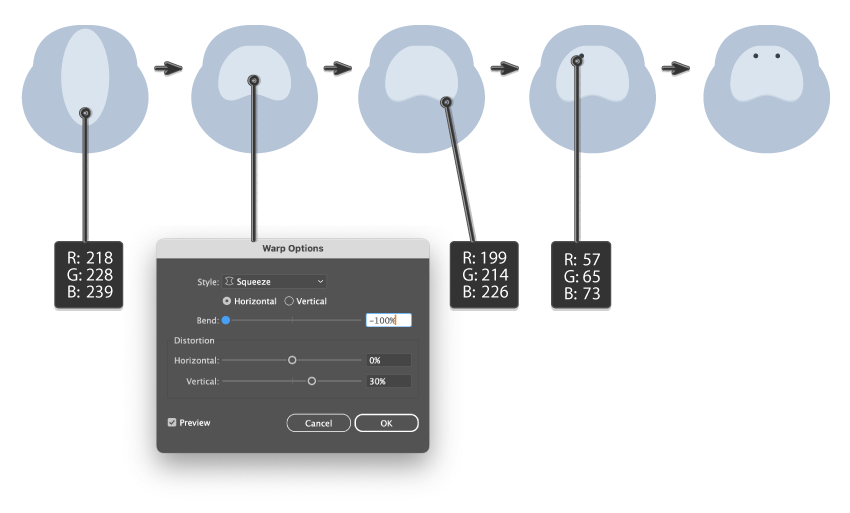 R: 218
G: 228
B: 239
Warp Options
Style: Squeeze
Horizontal Vertical
Bend: -100%
Distortion
Horizontal: 0%
Vertical: 30%
Preview Cancel OK
R: 199
G: 214
B: 226
R: 57
G: 65
B: 73